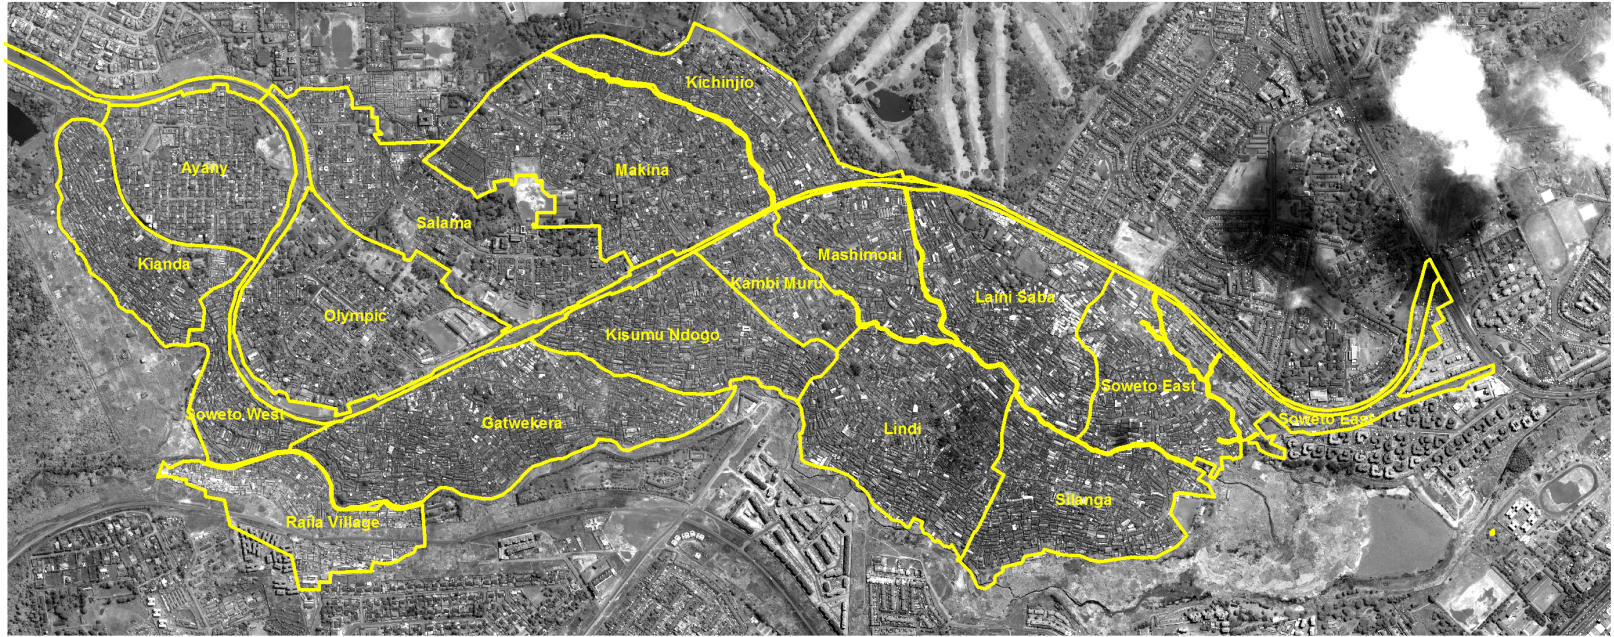 Kichinjio
Ayany
Makina
Salama
Mashimoni
Kianda
Kambi Muru
Laini Saba
Olympic
Kisumu Ndogo
Soweto East
Soweto West
Gatwekera
Lindi
Soweto East
Silanga
Raila Village